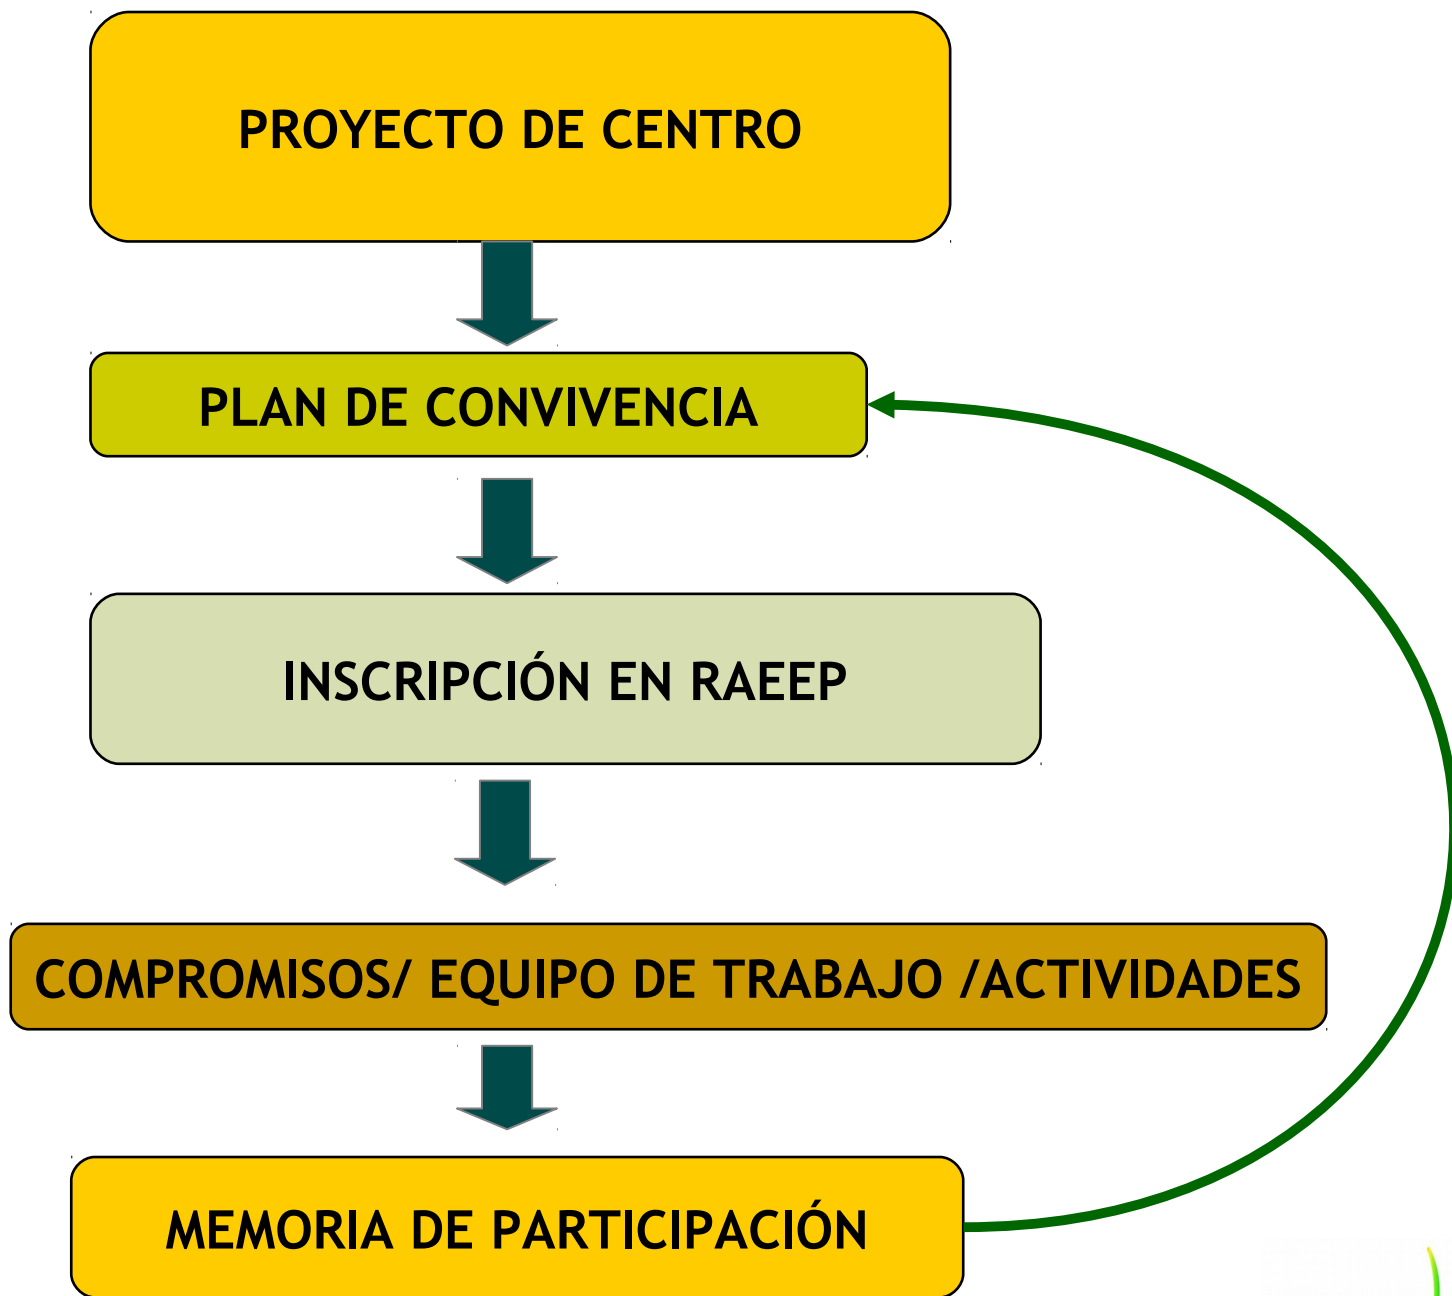 PROYECTO DE CENTRO
PLAN DE CONVIVENCIA
INSCRIPCIÓN EN RAEEP
COMPROMISOS/ EQUIPO DE TRABAJO /ACTIVIDADES
MEMORIA DE PARTICIPACIÓN